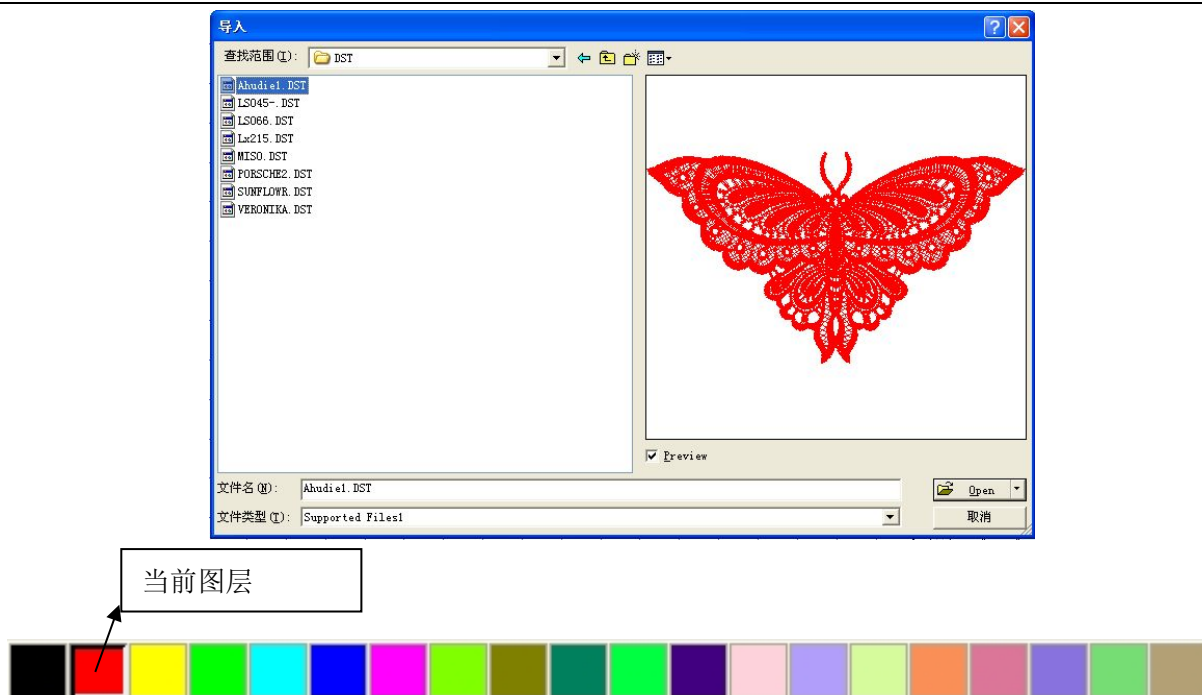 导入
查找范围(I): DST
Ahudie1.DST
LS045-.DST
LS066.DST
Lx215.DST
MISO.DST
PORSCHE2.DST
SUNFLOWR.DST
VERONIKA.DST
Preview
文件名(N): Ahudie1.DST
Open
文件类型(T): Supported Files1
取消
当前图层